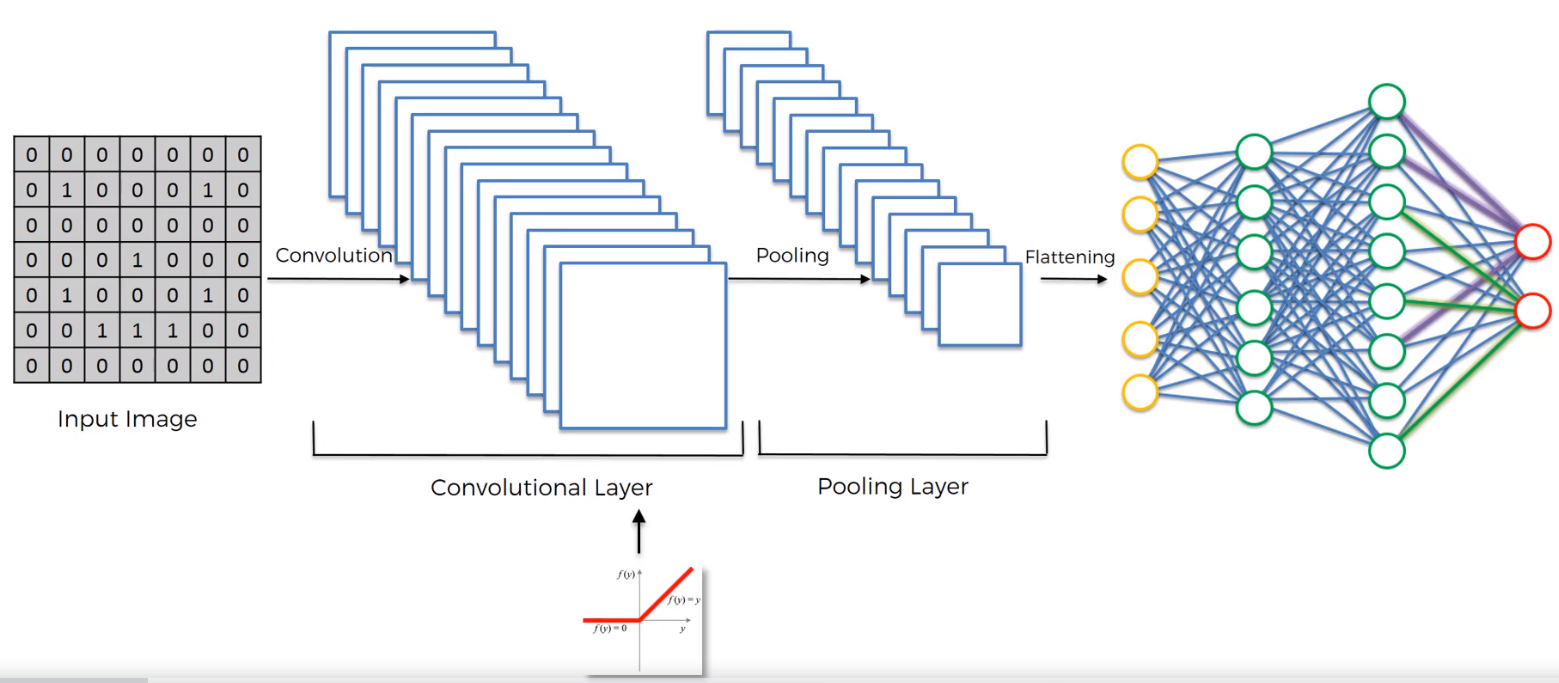 0 0 0 0 0 0 0
0 1 0 0 0 1 0
0 0 0 0 0 0 0
0 0 0 1 0 0 0
0 1 0 0 0 1 0
0 0 1 1 1 0 0
0 0 0 0 0 0 0
Input Image
Convolution
Pooling
Flattening
Convolutional Layer
Pooling Layer
f(y)
f(y)=y
f(y)=0
y